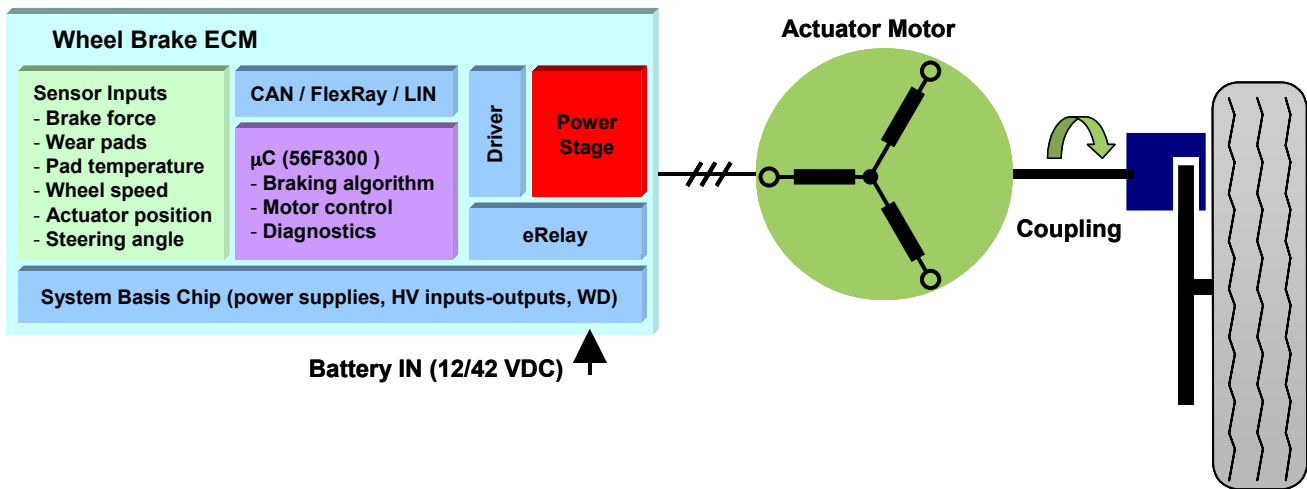 Wheel Brake ECM
Sensor Inputs
- Brake force
- Wear pads
- Pad temperature
- Wheel speed
- Actuator position
- Steering angle
CAN / FlexRay / LIN
μC (56F8300 )
- Braking algorithm
- Motor control
- Diagnostics
Driver
Power
Stage
eRelay
System Basis Chip (power supplies, HV inputs-outputs, WD)
Battery IN (12/42 VDC)
Actuator Motor
Coupling